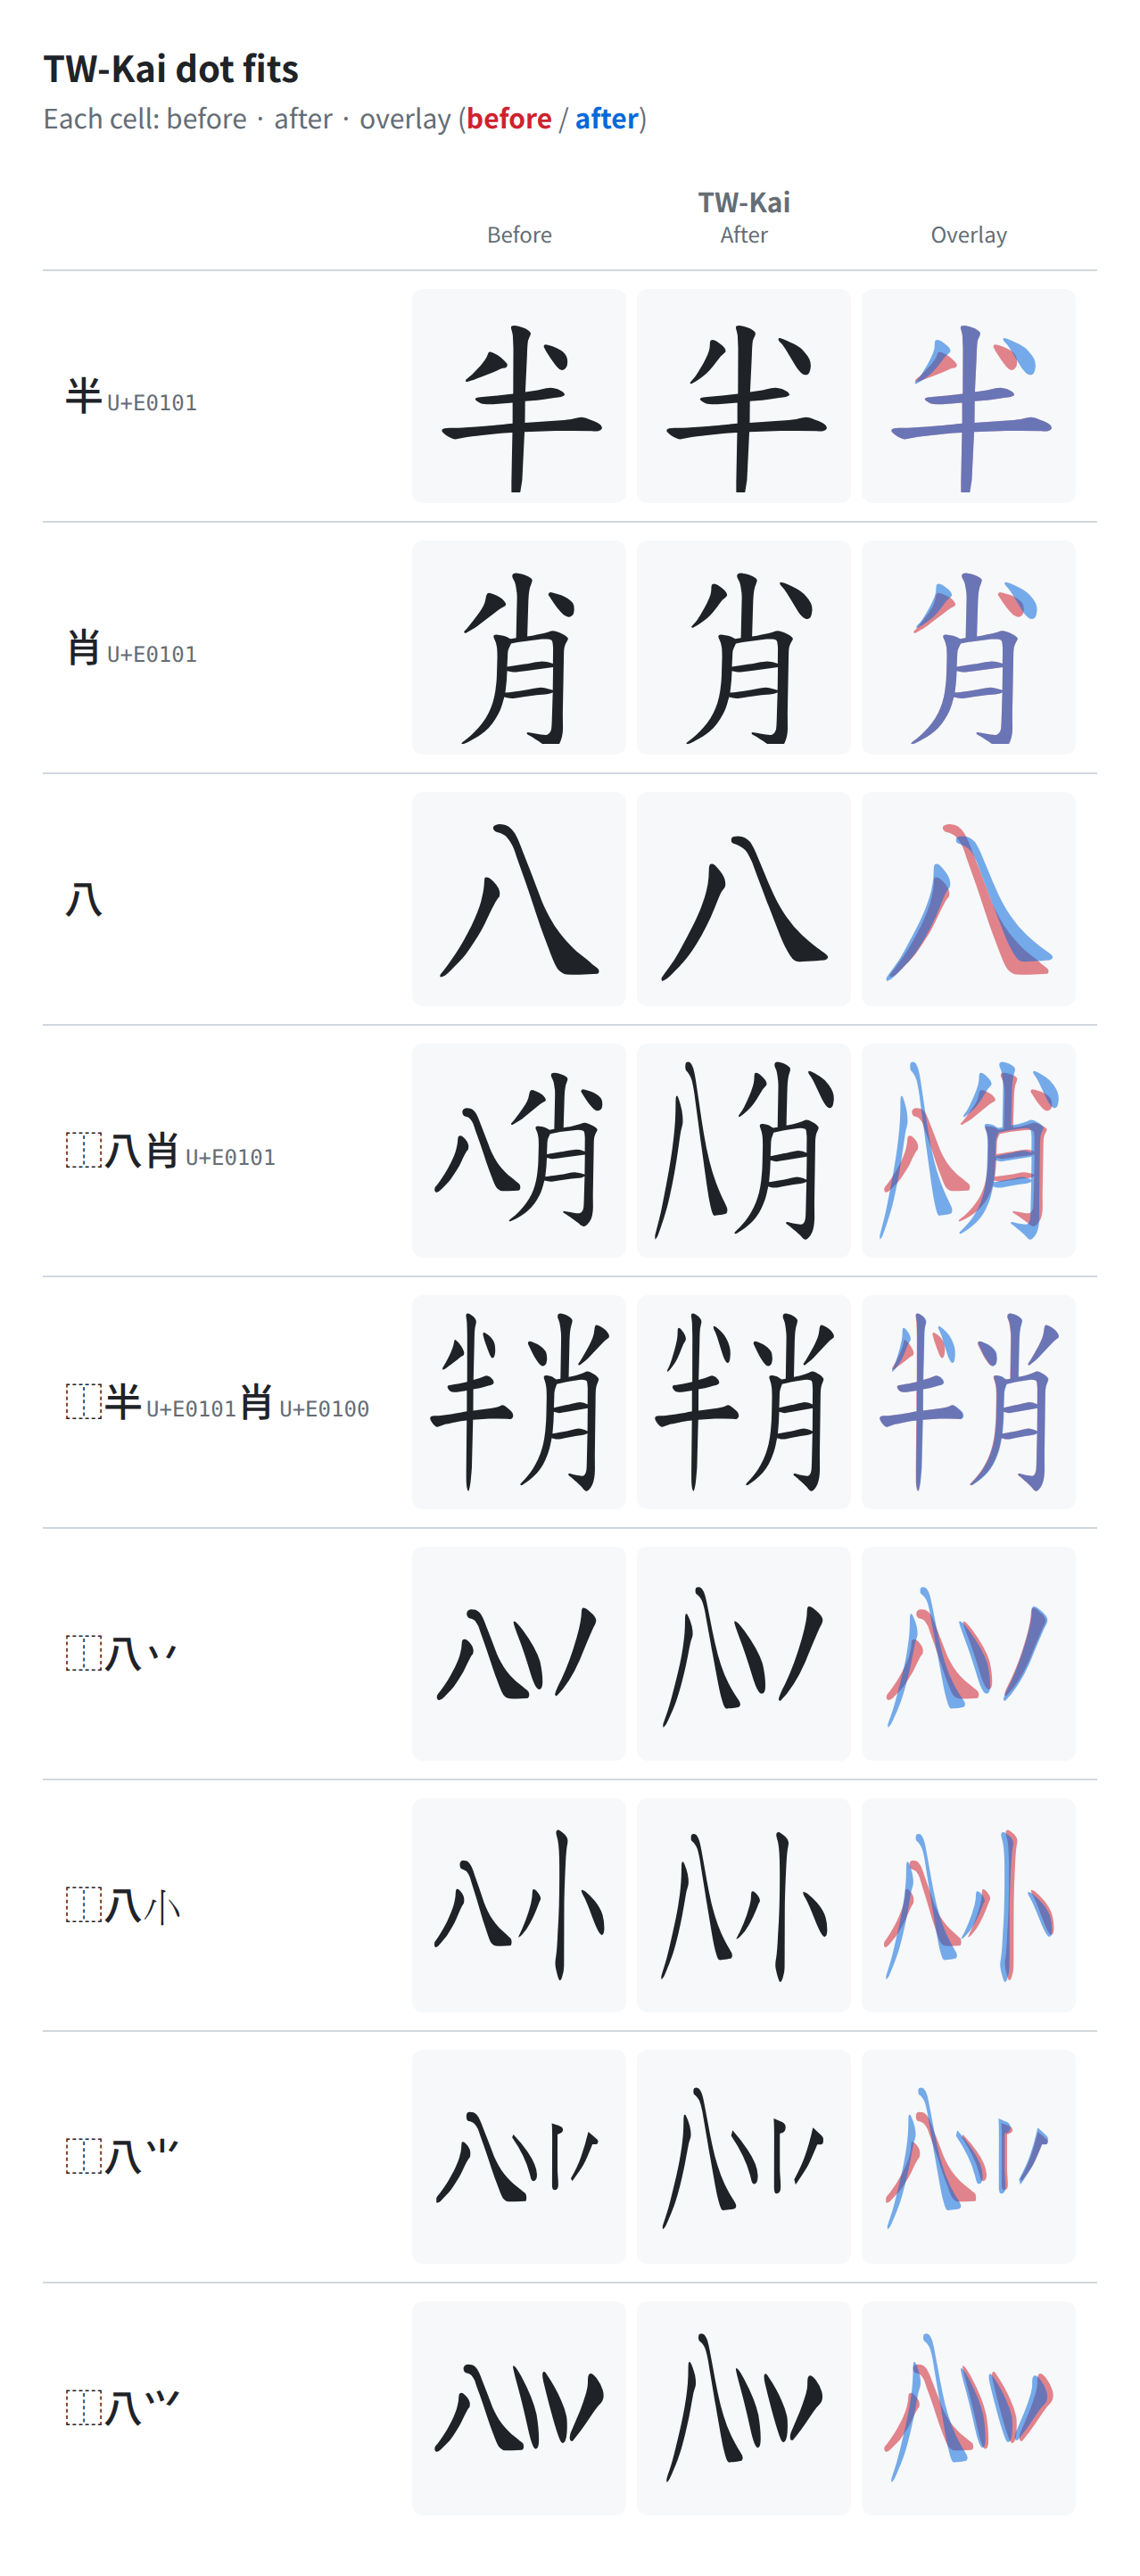 TW-Kai dot fits
Each cell: before · after · overlay (before / after)
TW-Kai
Before After Overlay
半 U+E0101 半 半 半
肖 U+E0101 肖 肖 肖
八 八 八 八
⿰八肖 U+E0101
⿰半 U+E0101 肖 U+E0100
⿰八丷
⿰八小
⿰八⺌
⿰八⺍